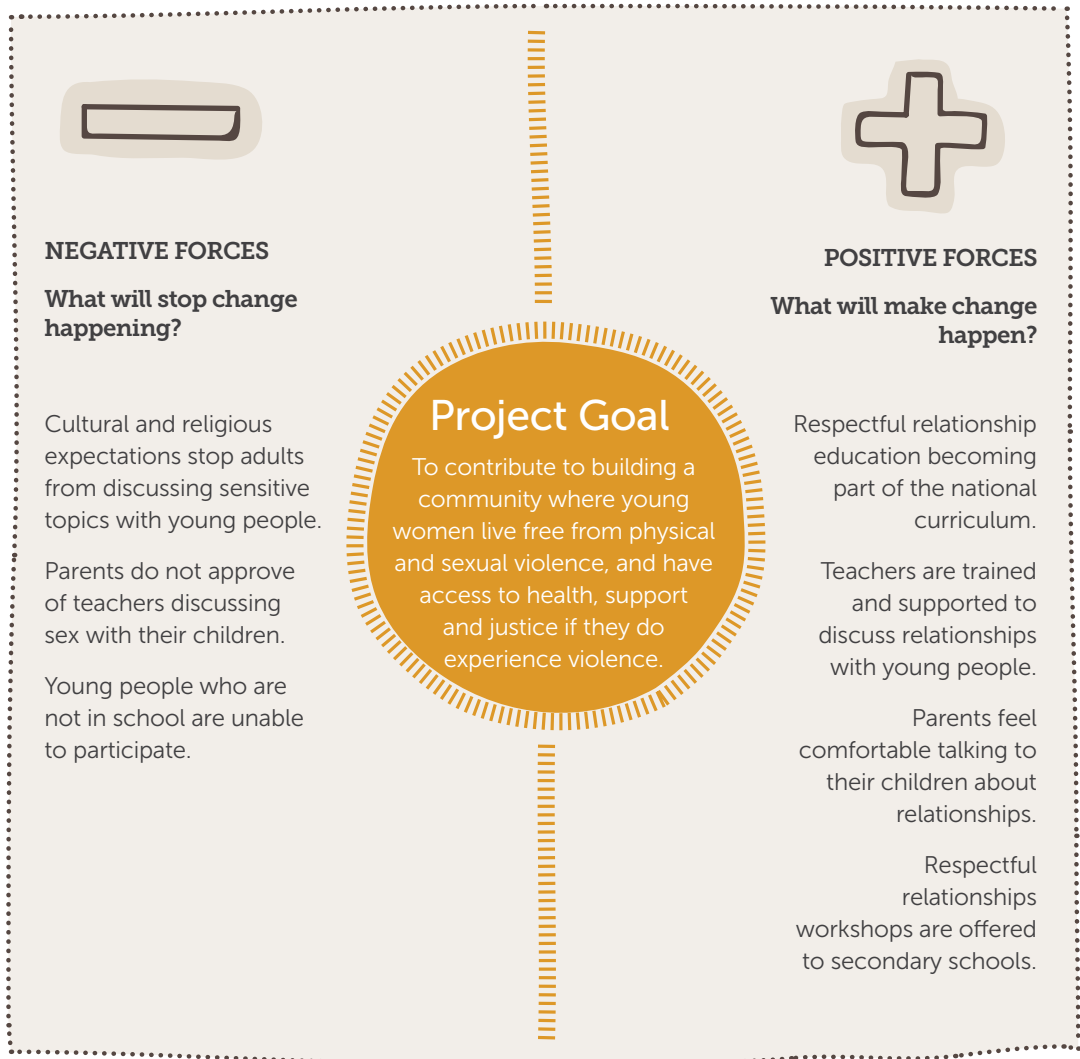 NEGATIVE FORCES
What will stop change
happening?
Cultural and religious
expectations stop adults
from discussing sensitive
topics with young people.
Parents do not approve
of teachers discussing
sex with their children.
Young people who are
not in school are unable
to participate.
Project Goal
To contribute to building a
community where young
women live free from physical
and sexual violence, and have
access to health, support
and justice if they do
experience violence.
POSITIVE FORCES
What will make change
happen?
Respectful relationship
education becoming
part of the national
curriculum.
Teachers are trained
and supported to
discuss relationships
with young people.
Parents feel
comfortable talking to
their children about
relationships.
Respectful
relationships
workshops are offered
to secondary schools.